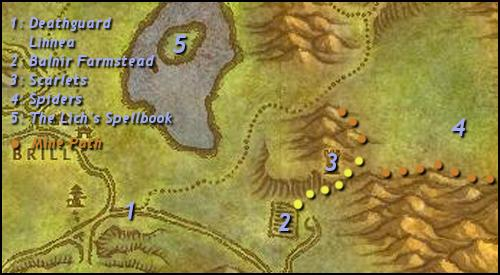 1: Deathguard
Linnea
2: Balnir Farmstead
3: Scarlets
4: Spiders
5: The Lich's Spellbook
Mine Path
BRILL
5
4
3
1
2